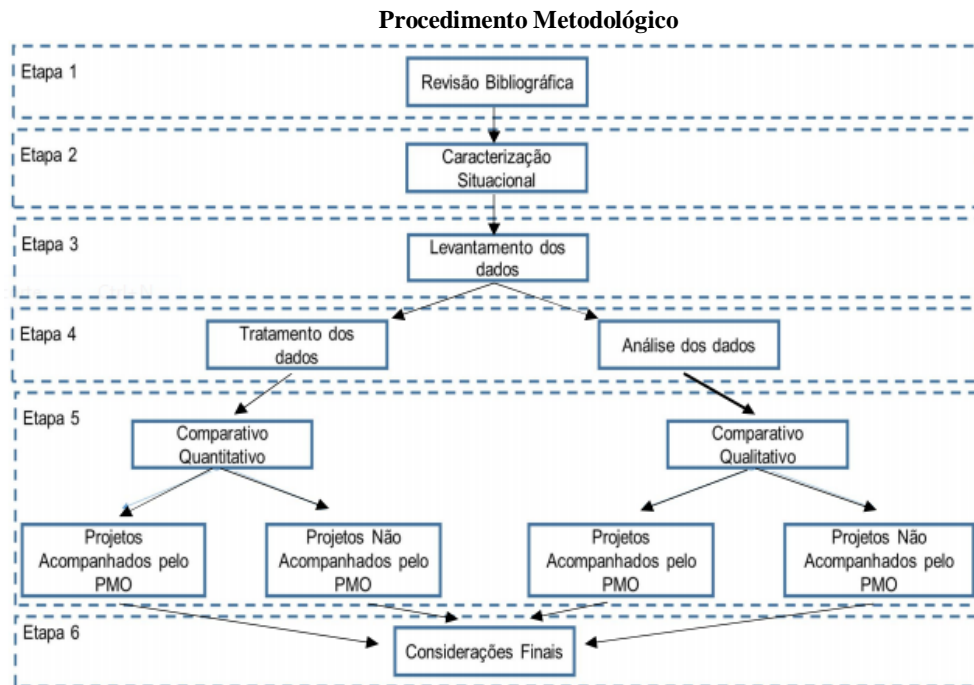 Procedimento Metodológico
Etapa 1
Revisão Bibliográfica
Etapa 2
Caracterização
Situacional
Etapa 3
Levantamento dos
dados
Etapa 4
Tratamento dos
dados
Análise dos dados
Etapa 5
Comparativo
Quantitativo
Comparativo
Qualitativo
Projetos
Acompanhados pelo
PMO
Projetos Não
Acompanhados pelo
PMO
Projetos
Acompanhados pelo
PMO
Projetos Não
Acompanhados pelo
PMO
Etapa 6
Considerações Finais